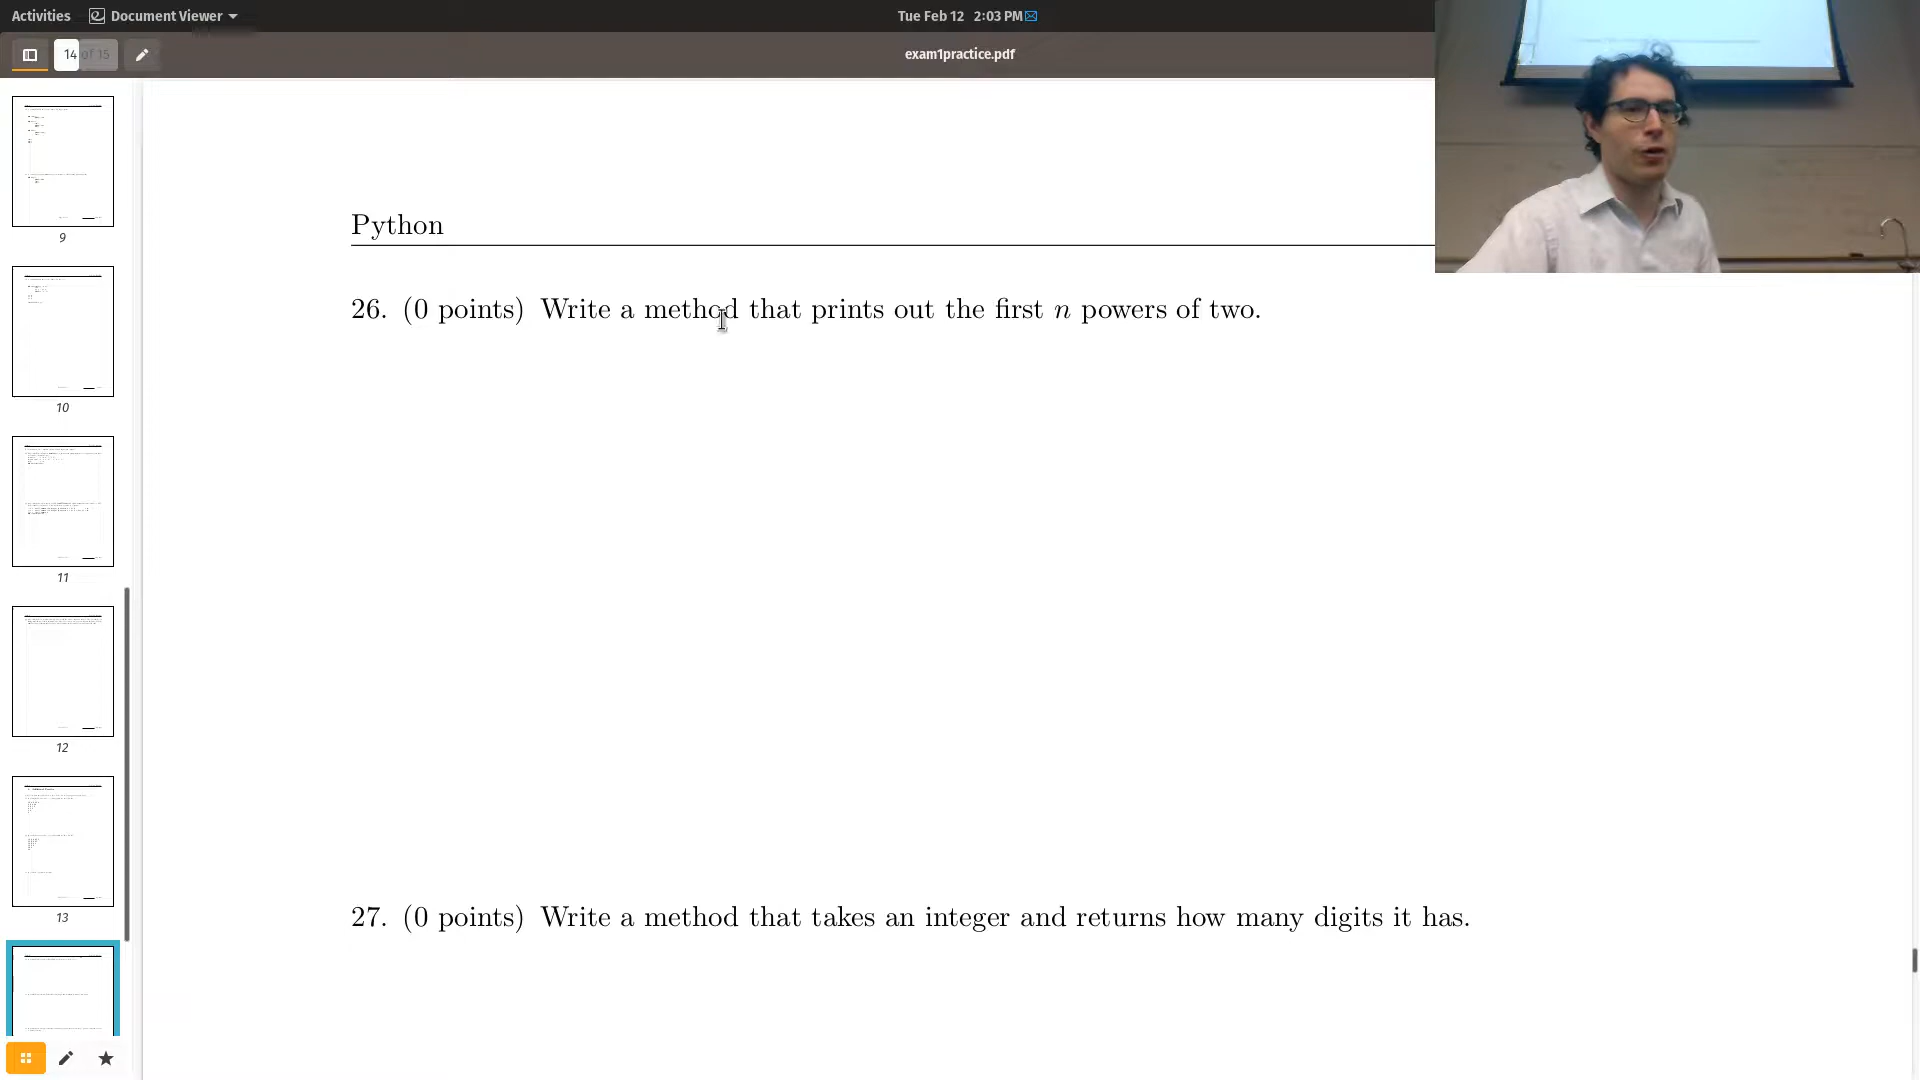 Activities Document Viewer Tue Feb 12 2:03 PM
14 of 15 exam1practice.pdf
9
10
11
12
13
Python
26. (0 points) Write a method that prints out the first n powers of two.
27. (0 points) Write a method that takes an integer and returns how many digits it has.